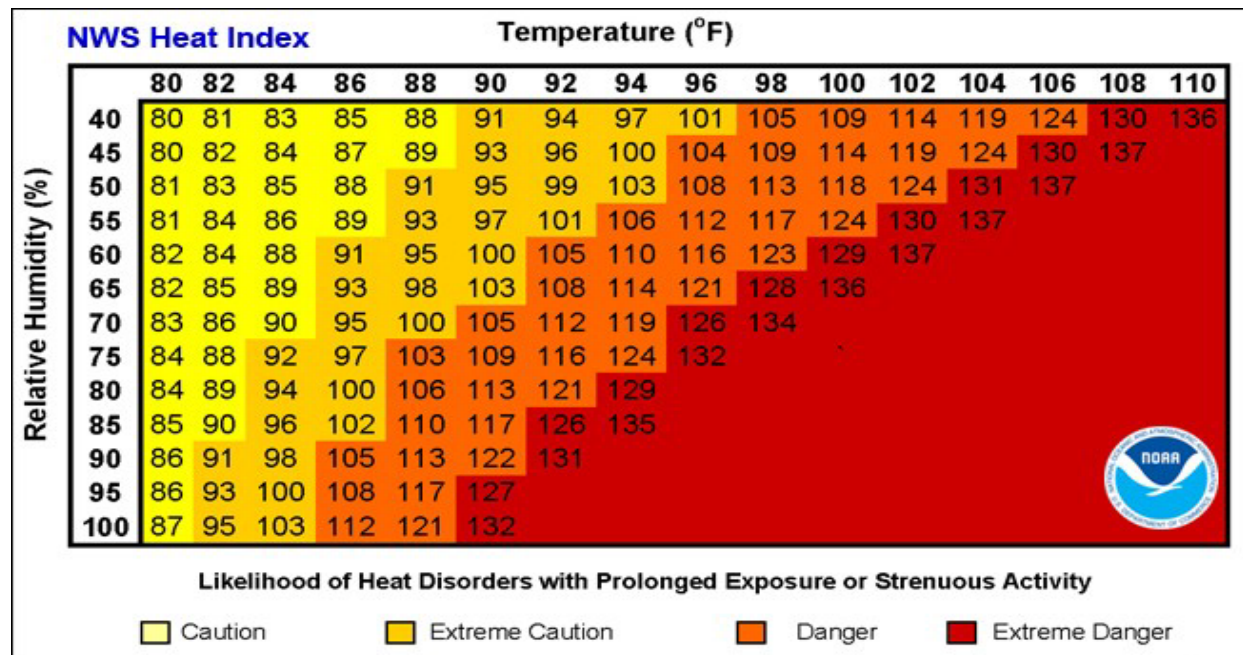 NWS Heat Index
Temperature (°F)
80 82 84 86 88 90 92 94 96 98 100 102 104 106 108 110
Relative Humidity (%)
40 80 81 83 85 88 91 94 97 101 105 109 114 119 124 130 136
45 80 82 84 87 89 93 96 100 104 109 114 119 124 130 137
50 81 83 85 88 91 95 99 103 108 113 118 124 131 137
55 81 84 86 89 93 97 101 106 112 117 124 130 137
60 82 84 88 91 95 100 105 110 116 123 129 137
65 82 85 89 93 98 103 108 114 121 128 136
70 83 86 90 95 100 105 112 119 126 134
75 84 88 92 97 103 109 116 124 132
80 84 89 94 100 106 113 121 129
85 85 90 96 102 110 117 126 135
90 86 91 98 105 113 122 131
95 86 93 100 108 117 127
100 87 95 103 112 121 132
NOAA
Likelihood of Heat Disorders with Prolonged Exposure or Strenuous Activity
Caution Extreme Caution Danger Extreme Danger